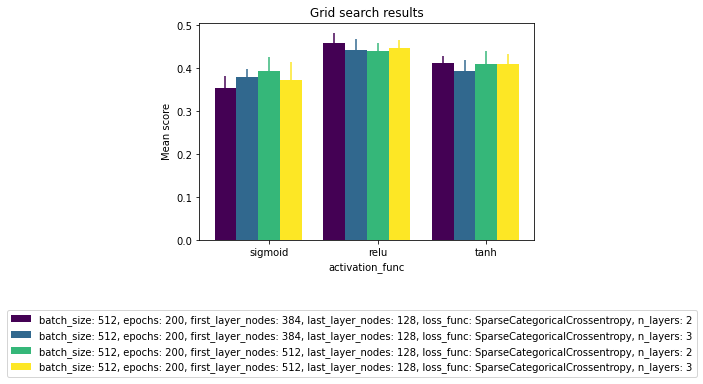 Grid search results
0.5
0.4
0.3
0.2
0.1
0.0
Mean score
sigmoid relu tanh
activation_func
batch_size: 512, epochs: 200, first_layer_nodes: 384, last_layer_nodes: 128, loss_func: SparseCategoricalCrossentropy, n_layers: 2
batch_size: 512, epochs: 200, first_layer_nodes: 384, last_layer_nodes: 128, loss_func: SparseCategoricalCrossentropy, n_layers: 3
batch_size: 512, epochs: 200, first_layer_nodes: 512, last_layer_nodes: 128, loss_func: SparseCategoricalCrossentropy, n_layers: 2
batch_size: 512, epochs: 200, first_layer_nodes: 512, last_layer_nodes: 128, loss_func: SparseCategoricalCrossentropy, n_layers: 3